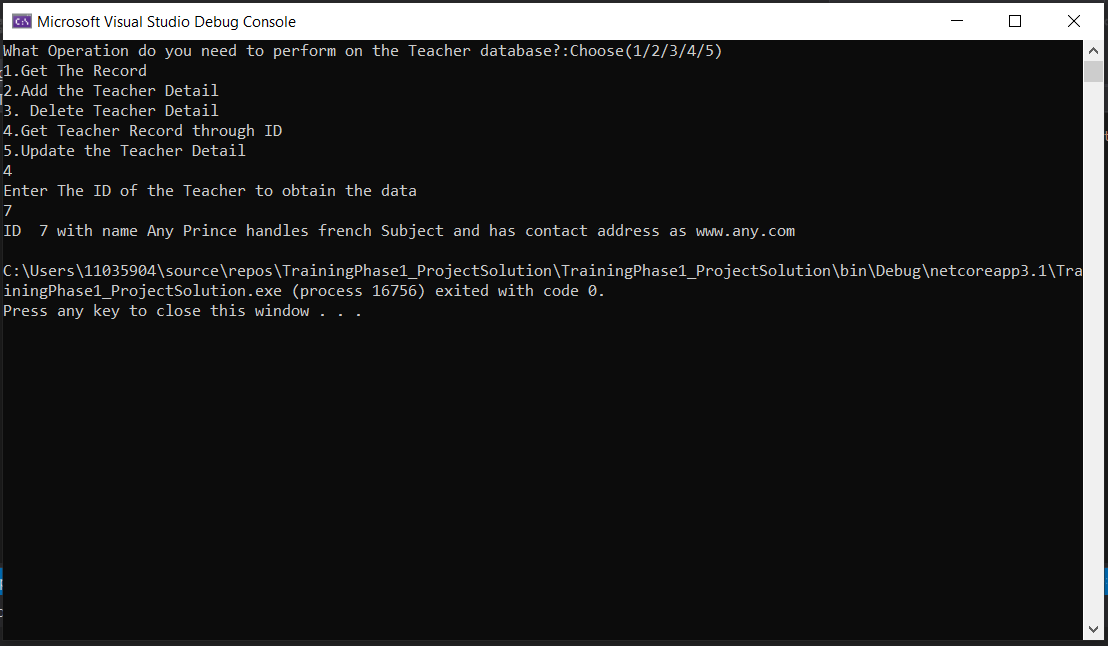 Microsoft Visual Studio Debug Console
What Operation do you need to perform on the Teacher database?:Choose(1/2/3/4/5)
1.Get The Record
2.Add the Teacher Detail
3. Delete Teacher Detail
4.Get Teacher Record through ID
5.Update the Teacher Detail
4
Enter The ID of the Teacher to obtain the data
7
ID  7 with name Any Prince handles french Subject and has contact address as www.any.com
C:\Users\11035904\source\repos\TrainingPhase1_ProjectSolution\TrainingPhase1_ProjectSolution\bin\Debug\netcoreapp3.1\Tra
iningPhase1_ProjectSolution.exe (process 16756) exited with code 0.
Press any key to close this window . . .